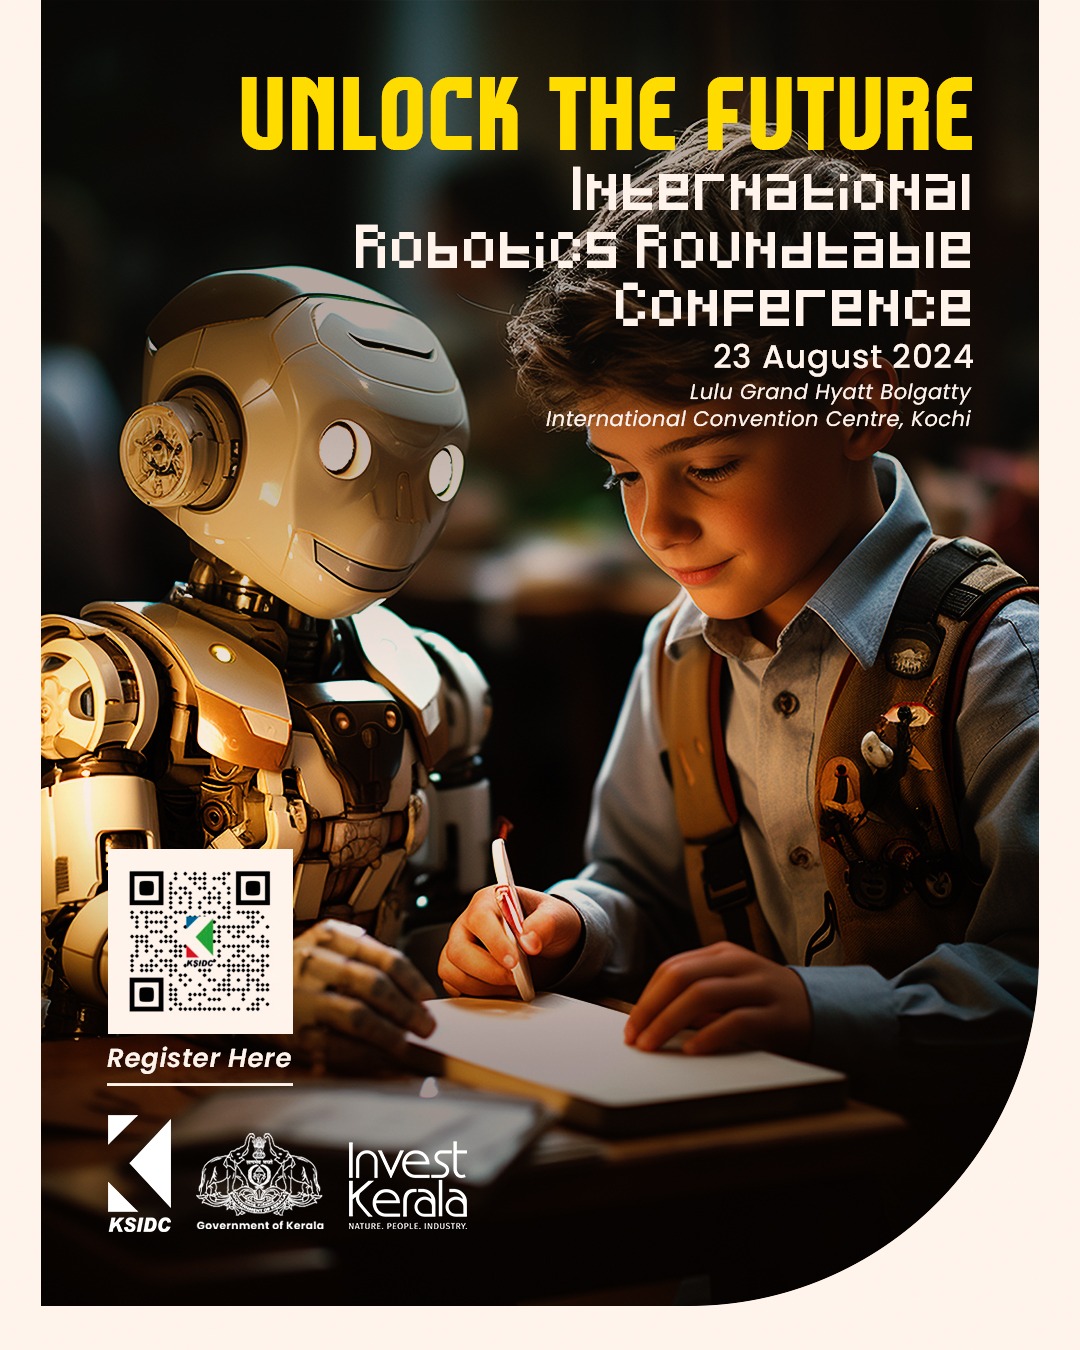 UNLOCK THE FUTURE
International
Robotics Roundtable
Conference
23 August 2024
Lulu Grand Hyatt Bolgatty
International Convention Centre, Kochi
KSIDC
Register Here
KSIDC
Government of Kerala
Invest
Kerala
NATURE. PEOPLE. INDUSTRY.